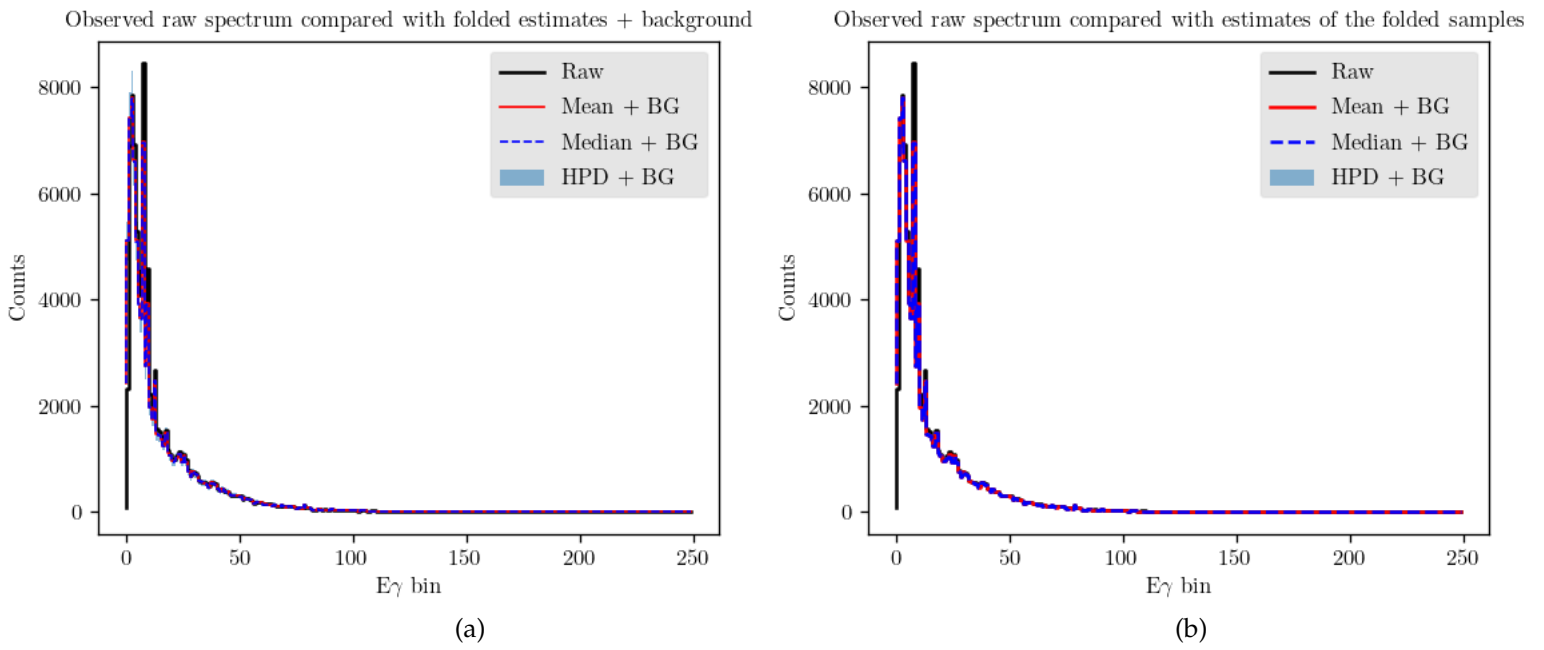 Observed raw spectrum compared with folded estimates + background
Raw
Mean + BG
Median + BG
HPD + BG
8000
6000
4000
2000
0
Counts
0 50 100 150 200 250
Eγ bin
(a)
Observed raw spectrum compared with estimates of the folded samples
Raw
Mean + BG
Median + BG
HPD + BG
8000
6000
4000
2000
0
Counts
0 50 100 150 200 250
Eγ bin
(b)